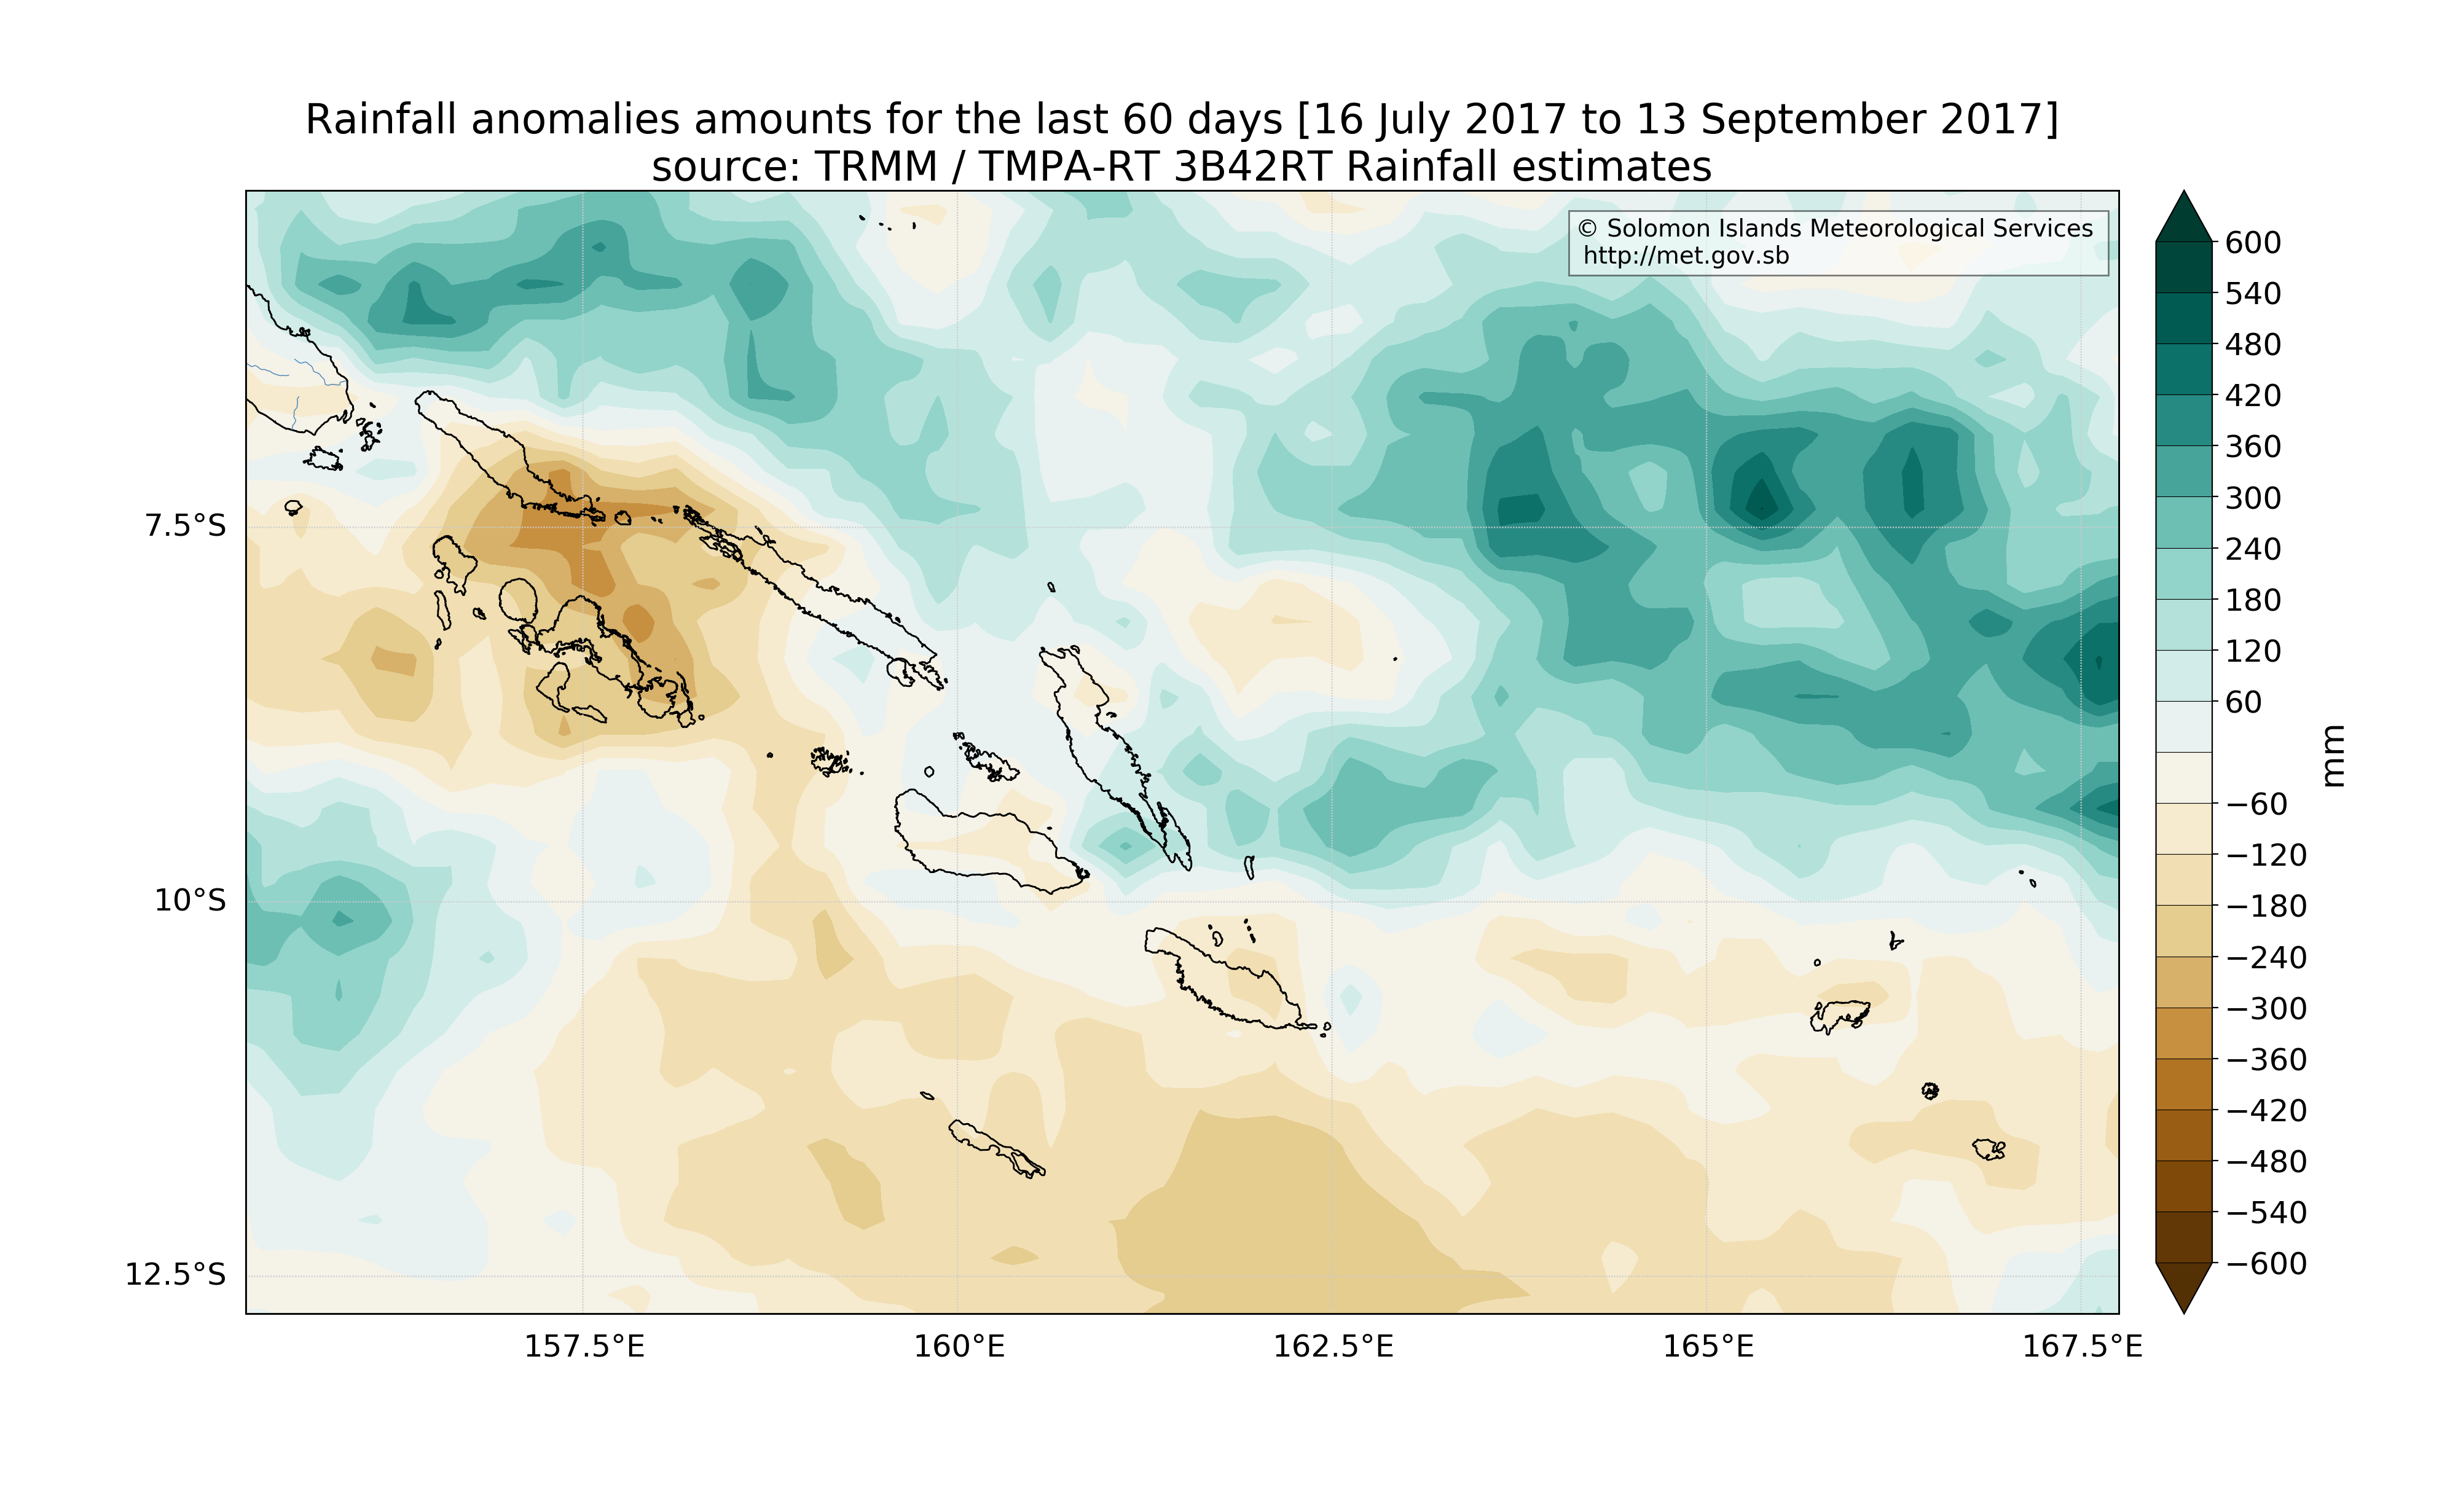 Rainfall anomalies amounts for the last 60 days [16 July 2017 to 13 September 2017]
source: TRMM / TMPA-RT 3B42RT Rainfall estimates
© Solomon Islands Meteorological Services
http://met.gov.sb
7.5°S
10°S
12.5°S
157.5°E
160°E
162.5°E
165°E
167.5°E
600
540
480
420
360
300
240
180
120
60
−60
−120
−180
−240
−300
−360
−420
−480
−540
−600
mm